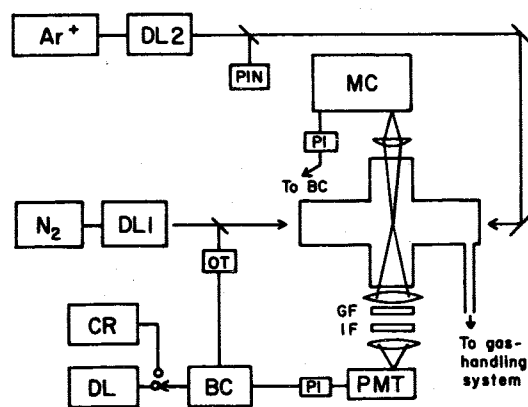 Ar+
DL2
PIN
MC
PI
To BC
N2
DL1
OT
GF
IF
CR
DL
BC
PI
PMT
To gas-
handling
system